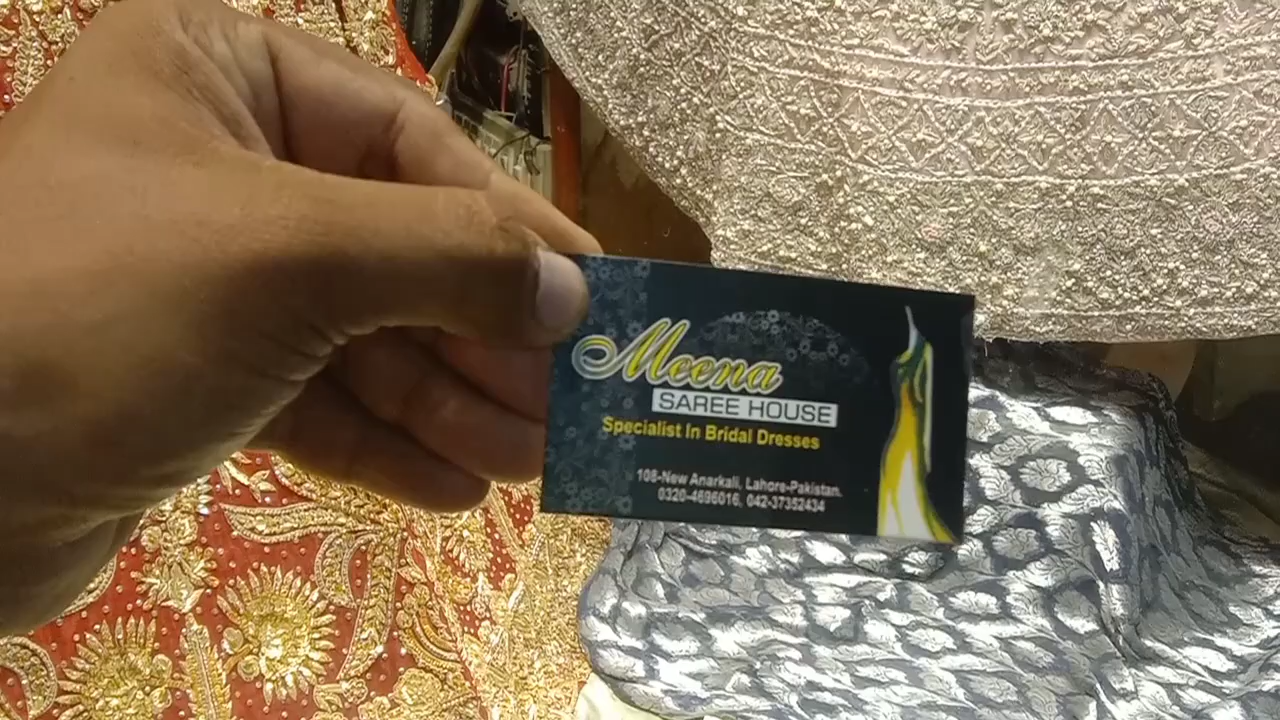 Meena
SAREE HOUSE
Specialist In Bridal Dresses
108-New Anarkali, Lahore-Pakistan.
0320-4696016, 042-37352434